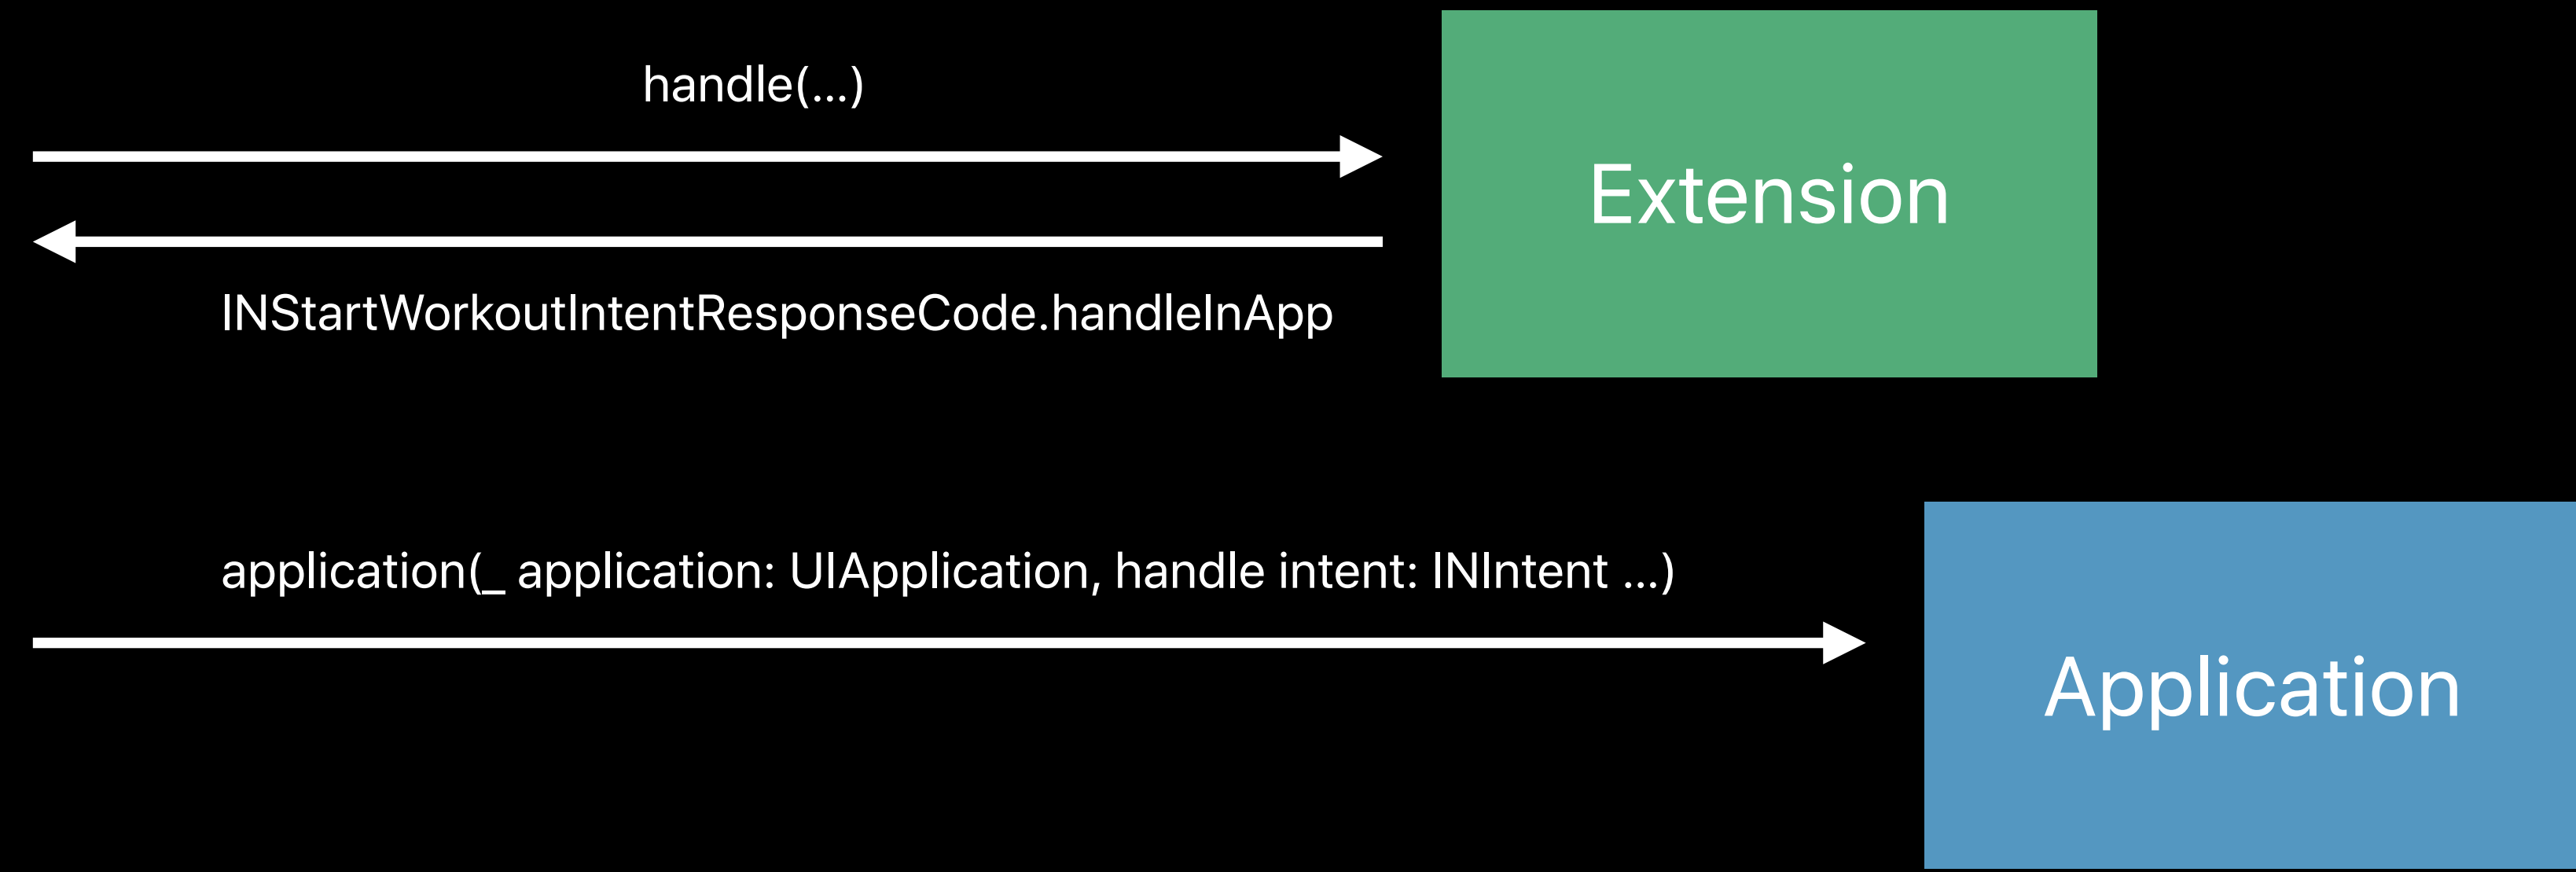 handle(...)
Extension
INStartWorkoutIntentResponseCode.handleInApp
application(_ application: UIApplication, handle intent: INIntent ...)
Application